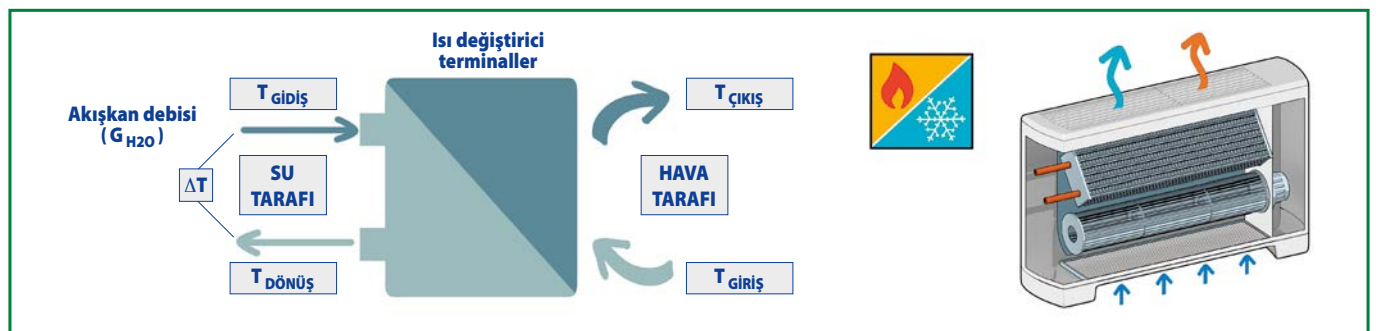 Isı değiştirici
terminaller
T GİDİŞ
T ÇIKIŞ
Akışkan debisi
(G H2O)
ΔT
SU
TARAFI
HAVA
TARAFI
T DÖNÜŞ
T GİRİŞ